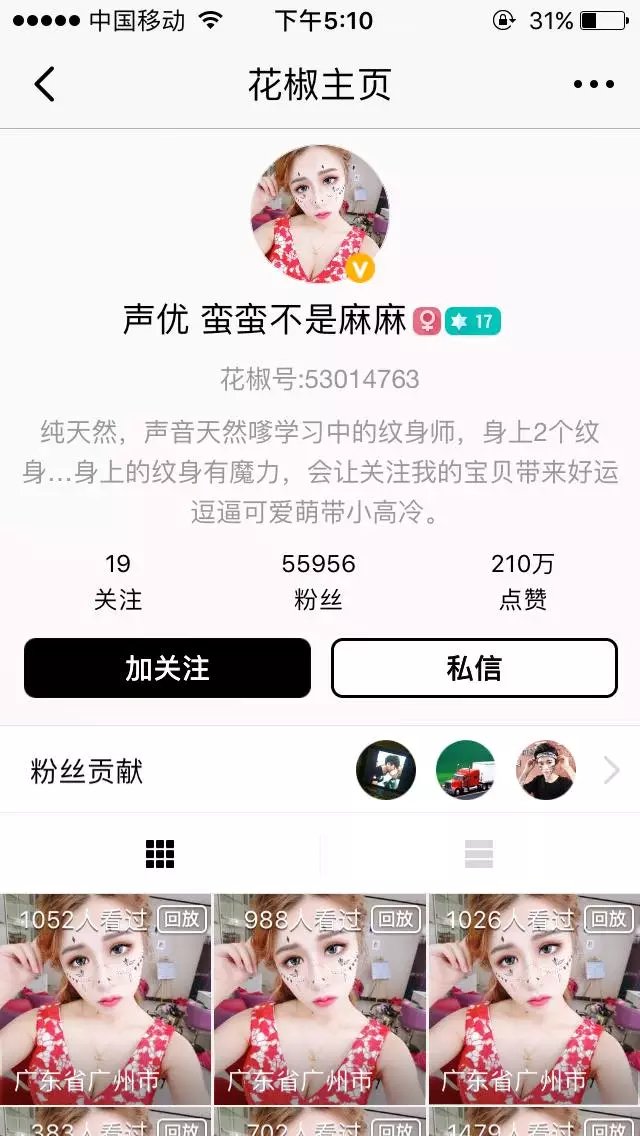 中国移动 下午5:10 31%
花椒主页
V
声优 蛮蛮不是麻麻 17
花椒号:53014763
纯天然，声音天然嗲学习中的纹身师，身上2个纹
身...身上的纹身有魔力，会让关注我的宝贝带来好运
逗逼可爱萌带小高冷。
19 55956 210万
关注 粉丝 点赞
加关注 私信
粉丝贡献
1052人看过 回放 988人看过 回放 1026人看过 回放
广东省广州市 广东省广州市 广东省广州市
383人看过 回放 702人看过 回放 1479人看过 回放